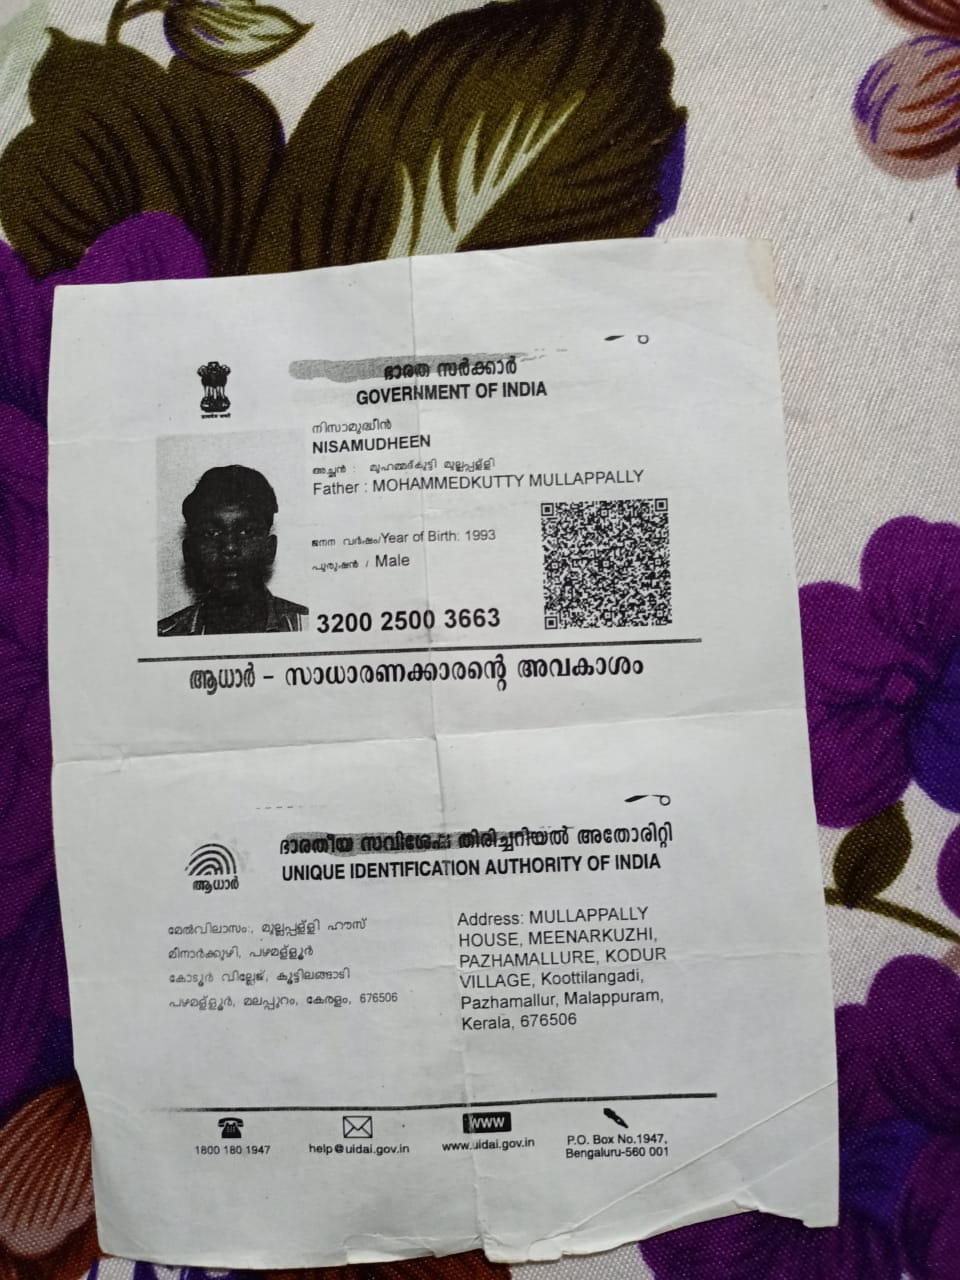 ഭാരത സർക്കാർ
GOVERNMENT OF INDIA
നിസാമുദ്ധീൻ
NISAMUDHEEN
അച്ഛൻ : മുഹമ്മദ്കുട്ടി മുല്ലപ്പള്ളി
Father : MOHAMMEDKUTTY MULLAPPALLY
ജനന വർഷം/Year of Birth: 1993
പുരുഷൻ / Male
3200 2500 3663
ആധാർ - സാധാരണക്കാരന്റെ അവകാശം
ഭാരതീയ സവിശേഷ തിരിച്ചറിയൽ അതോരിറ്റി
UNIQUE IDENTIFICATION AUTHORITY OF INDIA
ആധാർ
മേൽവിലാസം:, മുല്ലപ്പള്ളി ഹൗസ്
മീനാർക്കുഴി, പഴമള്ളൂർ
കോഡൂർ വില്ലേജ്, കൂട്ടിലങ്ങാടി
പഴമള്ളൂർ, മലപ്പുറം, കേരളം, 676506
Address: MULLAPPALLY
HOUSE, MEENARKUZHI,
PAZHAMALLURE, KODUR
VILLAGE, Koottilangadi,
Pazhamallur, Malappuram,
Kerala, 676506
1800 180 1947
help@uidai.gov.in
www
www.uidai.gov.in
P.O. Box No.1947,
Bengaluru-560 001